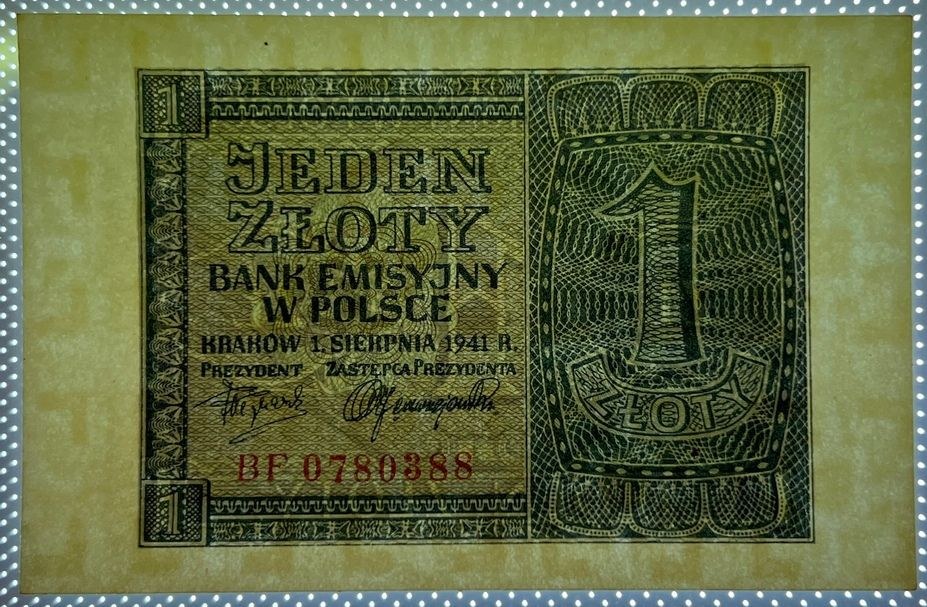 1
JEDEN
ZŁOTY
BANK EMISYJNY
W POLSCE
KRAKÓW 1. SIERPNIA 1941 R.
PREZYDENT ZASTĘPCA PREZYDENTA
BF 0780388
1
1
ZŁOTY